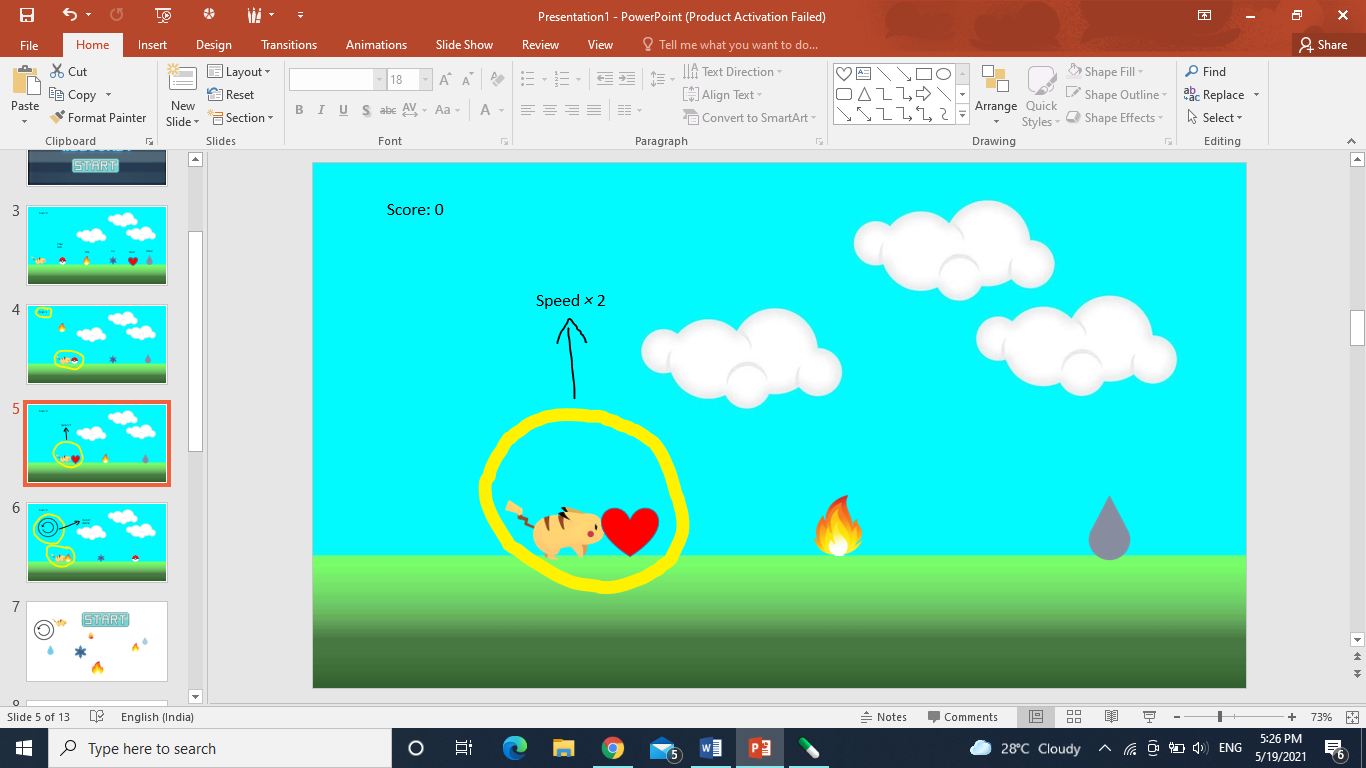 Presentation1 - PowerPoint (Product Activation Failed)
File Home Insert Design Transitions Animations Slide Show Review View Tell me what you want to do... Share
Paste
Cut
Copy
Format Painter
Clipboard
New Slide
Layout
Reset
Section
Slides
18
B I U S abc AV Aa A
Font
Text Direction
Align Text
Convert to SmartArt
Paragraph
Arrange
Quick Styles
Shape Fill
Shape Outline
Shape Effects
Drawing
Find
Replace
Select
Editing
START
3
4
5
6
7
START
8
Score: 0
Speed × 2
Slide 5 of 13 English (India) Notes Comments 73%
Type here to search
5
28°C Cloudy
ENG
5:26 PM
5/19/2021
6